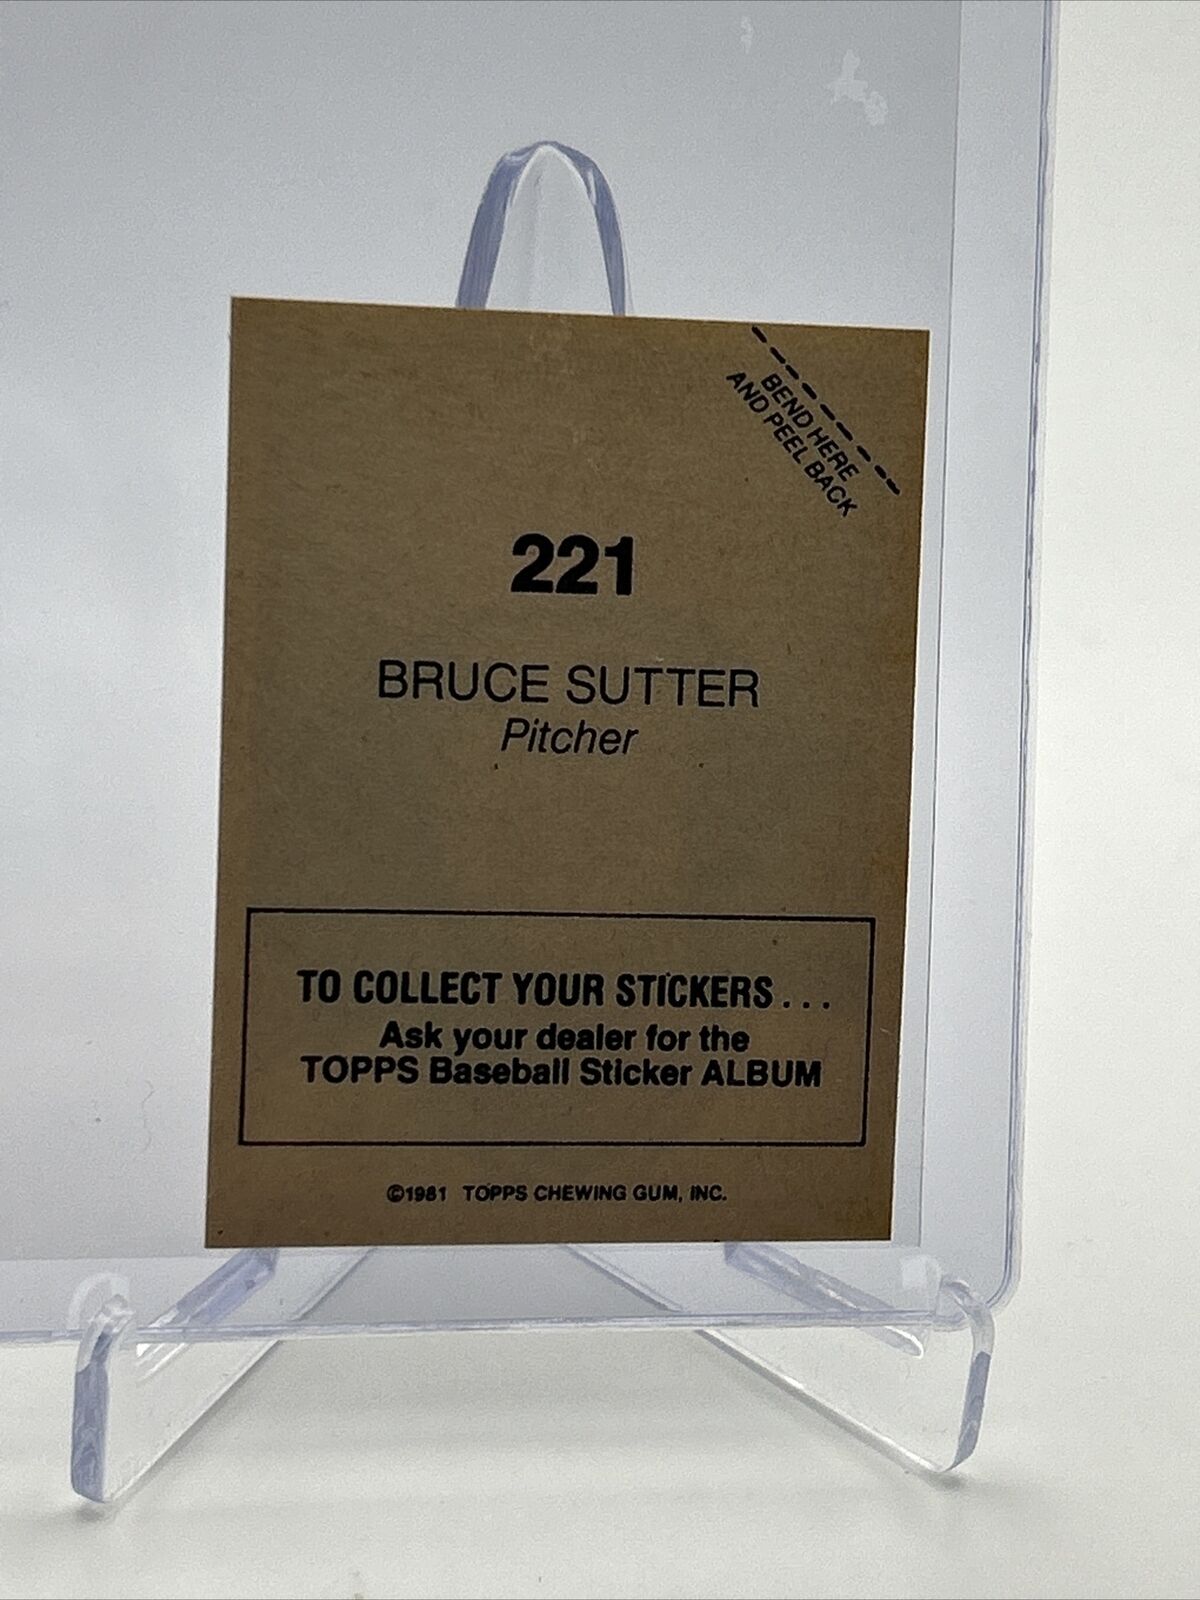 BEND HERE
AND PEEL BACK
221
BRUCE SUTTER
Pitcher
TO COLLECT YOUR STICKERS...
Ask your dealer for the
TOPPS Baseball Sticker ALBUM
©1981 TOPPS CHEWING GUM, INC.